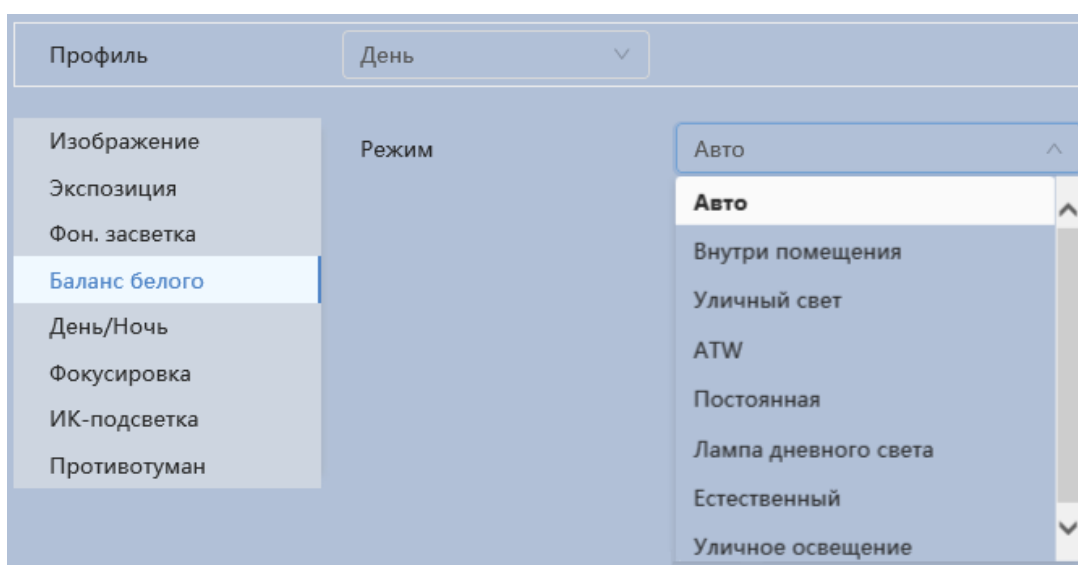 Профиль День
Изображение Режим Авто
Экспозиция Авто
Фон. засветка Внутри помещения
Баланс белого Уличный свет
День/Ночь ATW
Фокусировка Постоянная
ИК-подсветка Лампа дневного света
Противотуман Естественный
Уличное освещение